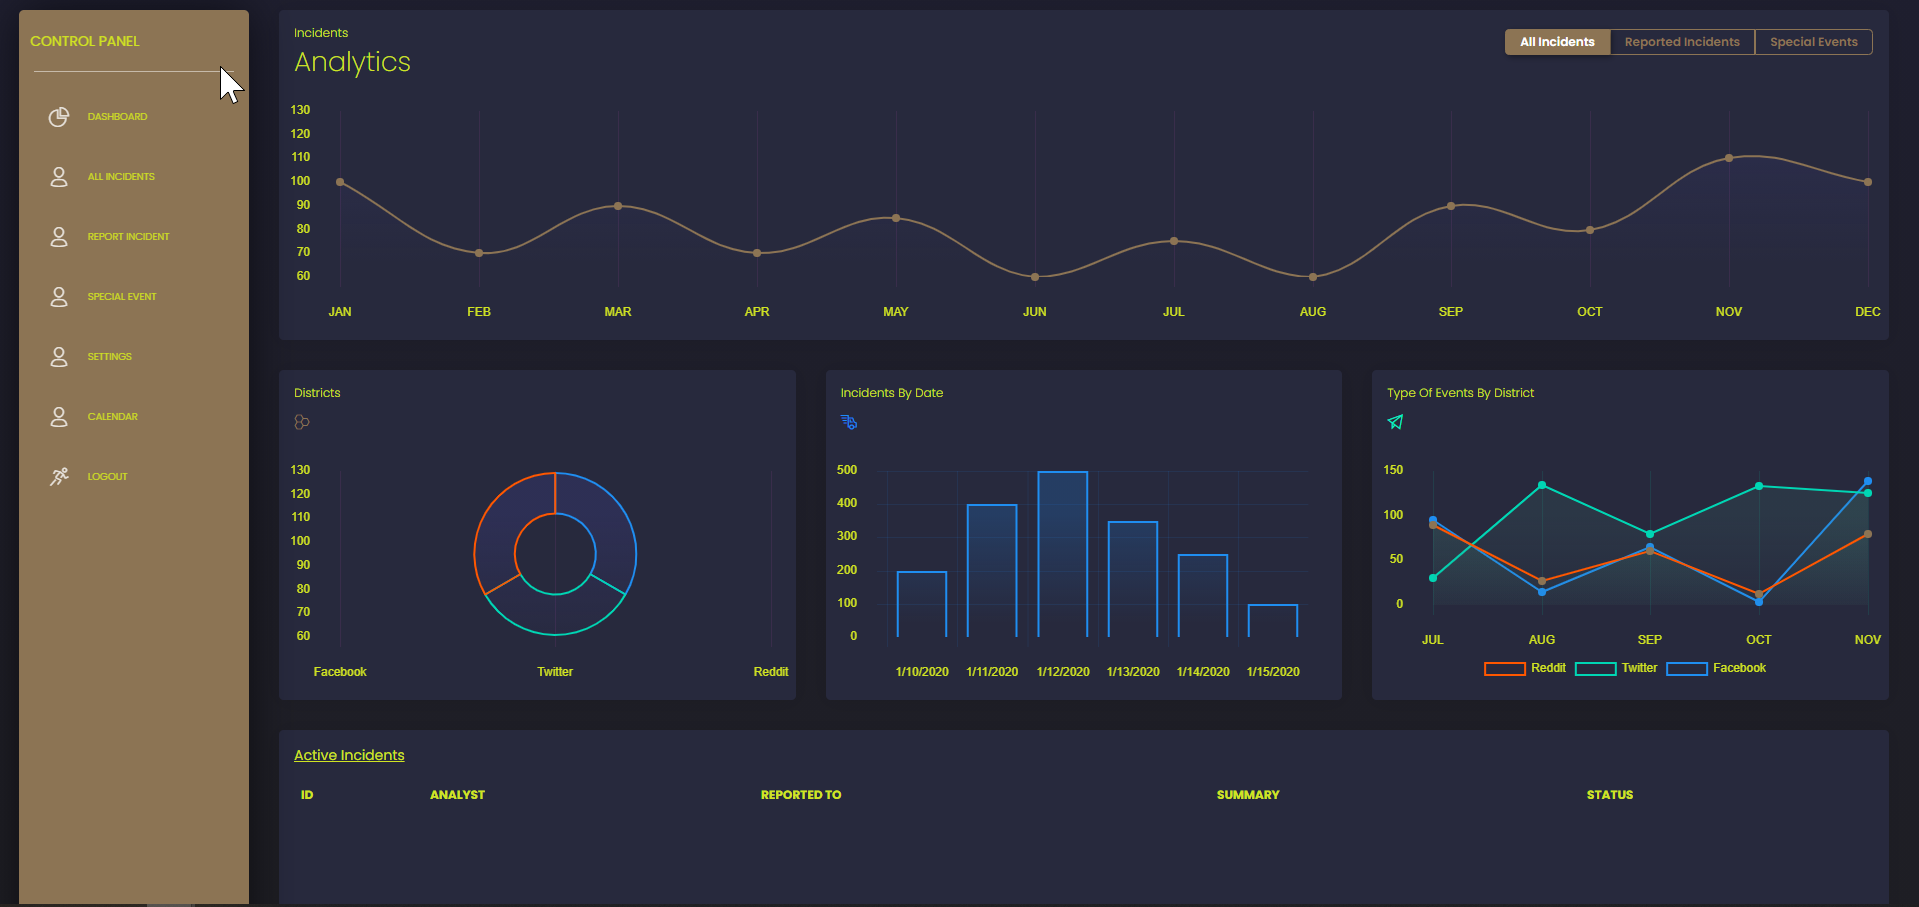 CONTROL PANEL
DASHBOARD
ALL INCIDENTS
REPORT INCIDENT
SPECIAL EVENT
SETTINGS
CALENDAR
LOGOUT
Incidents
Analytics
All Incidents Reported Incidents Special Events
130
120
110
100
90
80
70
60
JAN FEB MAR APR MAY JUN JUL AUG SEP OCT NOV DEC
Districts
130
120
110
100
90
80
70
60
Facebook Twitter Reddit
Incidents By Date
500
400
300
200
100
0
1/10/2020 1/11/2020 1/12/2020 1/13/2020 1/14/2020 1/15/2020
Type Of Events By District
150
100
50
0
JUL AUG SEP OCT NOV
Reddit Twitter Facebook
Active Incidents
ID ANALYST REPORTED TO SUMMARY STATUS